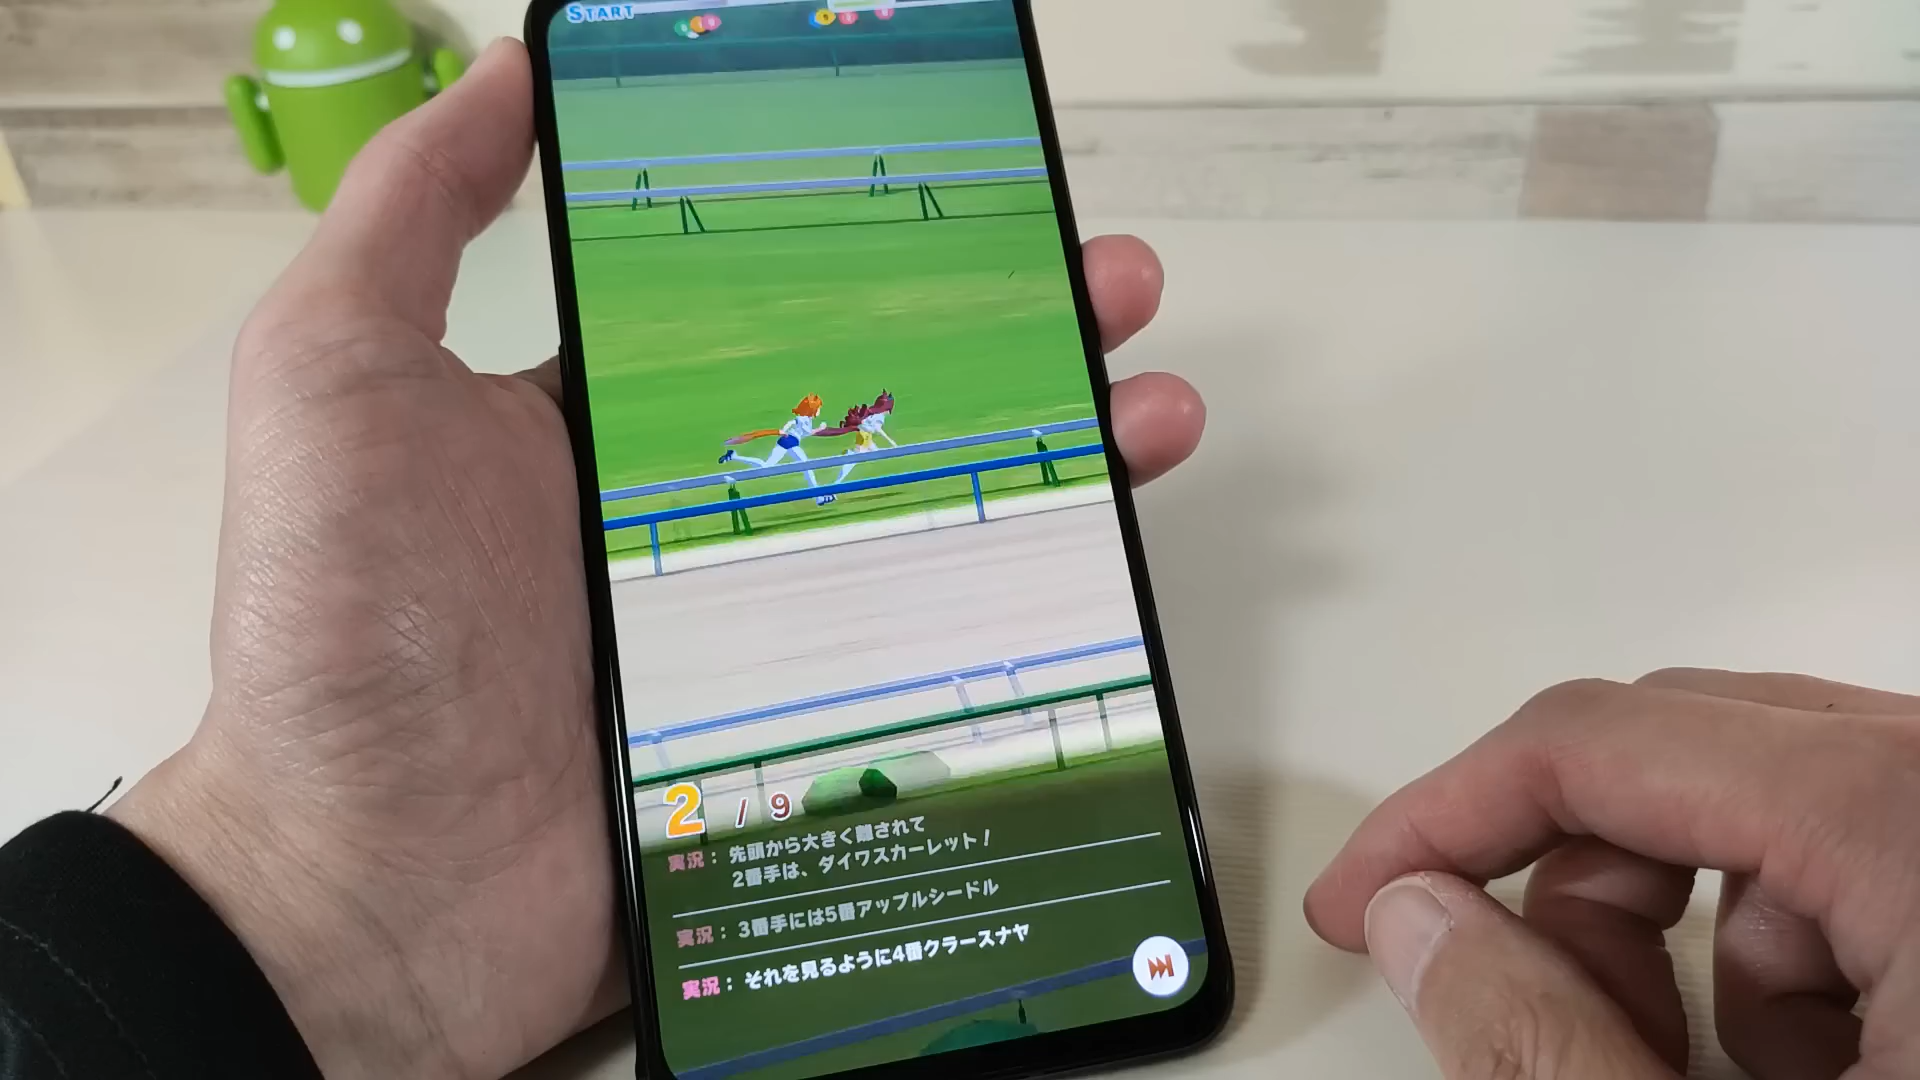 START
2 / 9
実況： 先頭から大きく離されて
2番手は、ダイワスカーレット！
実況： 3番手には5番アップルシードル
実況： それを見るように4番クラースナヤ